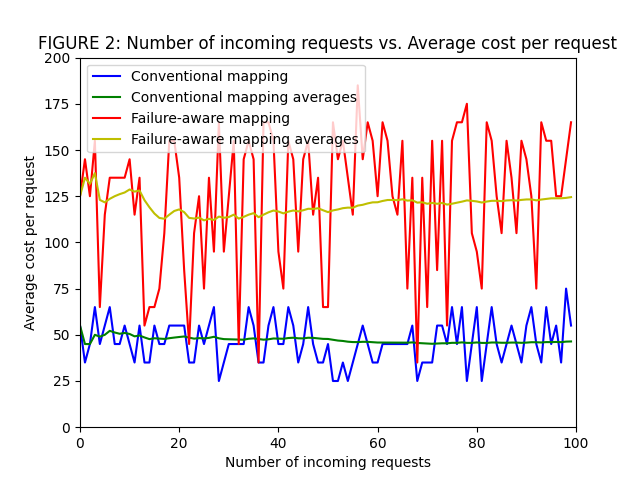 FIGURE 2: Number of incoming requests vs. Average cost per request
200
175
150
125
100
75
50
25
0
Average cost per request
Conventional mapping
Conventional mapping averages
Failure-aware mapping
Failure-aware mapping averages
0 20 40 60 80 100
Number of incoming requests